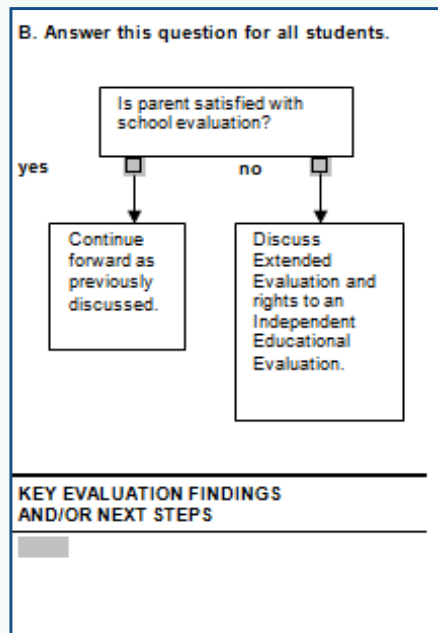 B. Answer this question for all students.
Is parent satisfied with
school evaluation?
yes
no
Continue
forward as
previously
discussed.
Discuss
Extended
Evaluation and
rights to an
Independent
Educational
Evaluation.
KEY EVALUATION FINDINGS
AND/OR NEXT STEPS